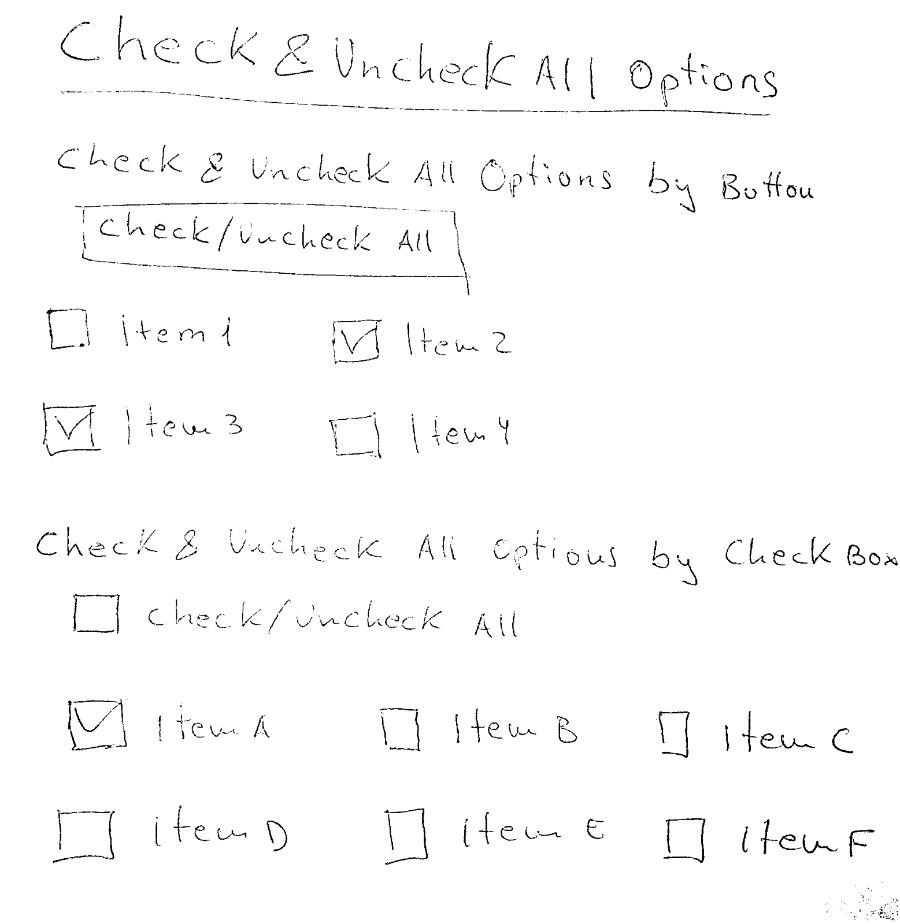 Check & Uncheck All Options
Check & Uncheck All Options by Button
Check/Uncheck All
item 1 Item 2
Item 3 Item 4
Check & Uncheck All Options by Check Box
Check/Uncheck All
Item A Item B Item C
item D Item E Item F